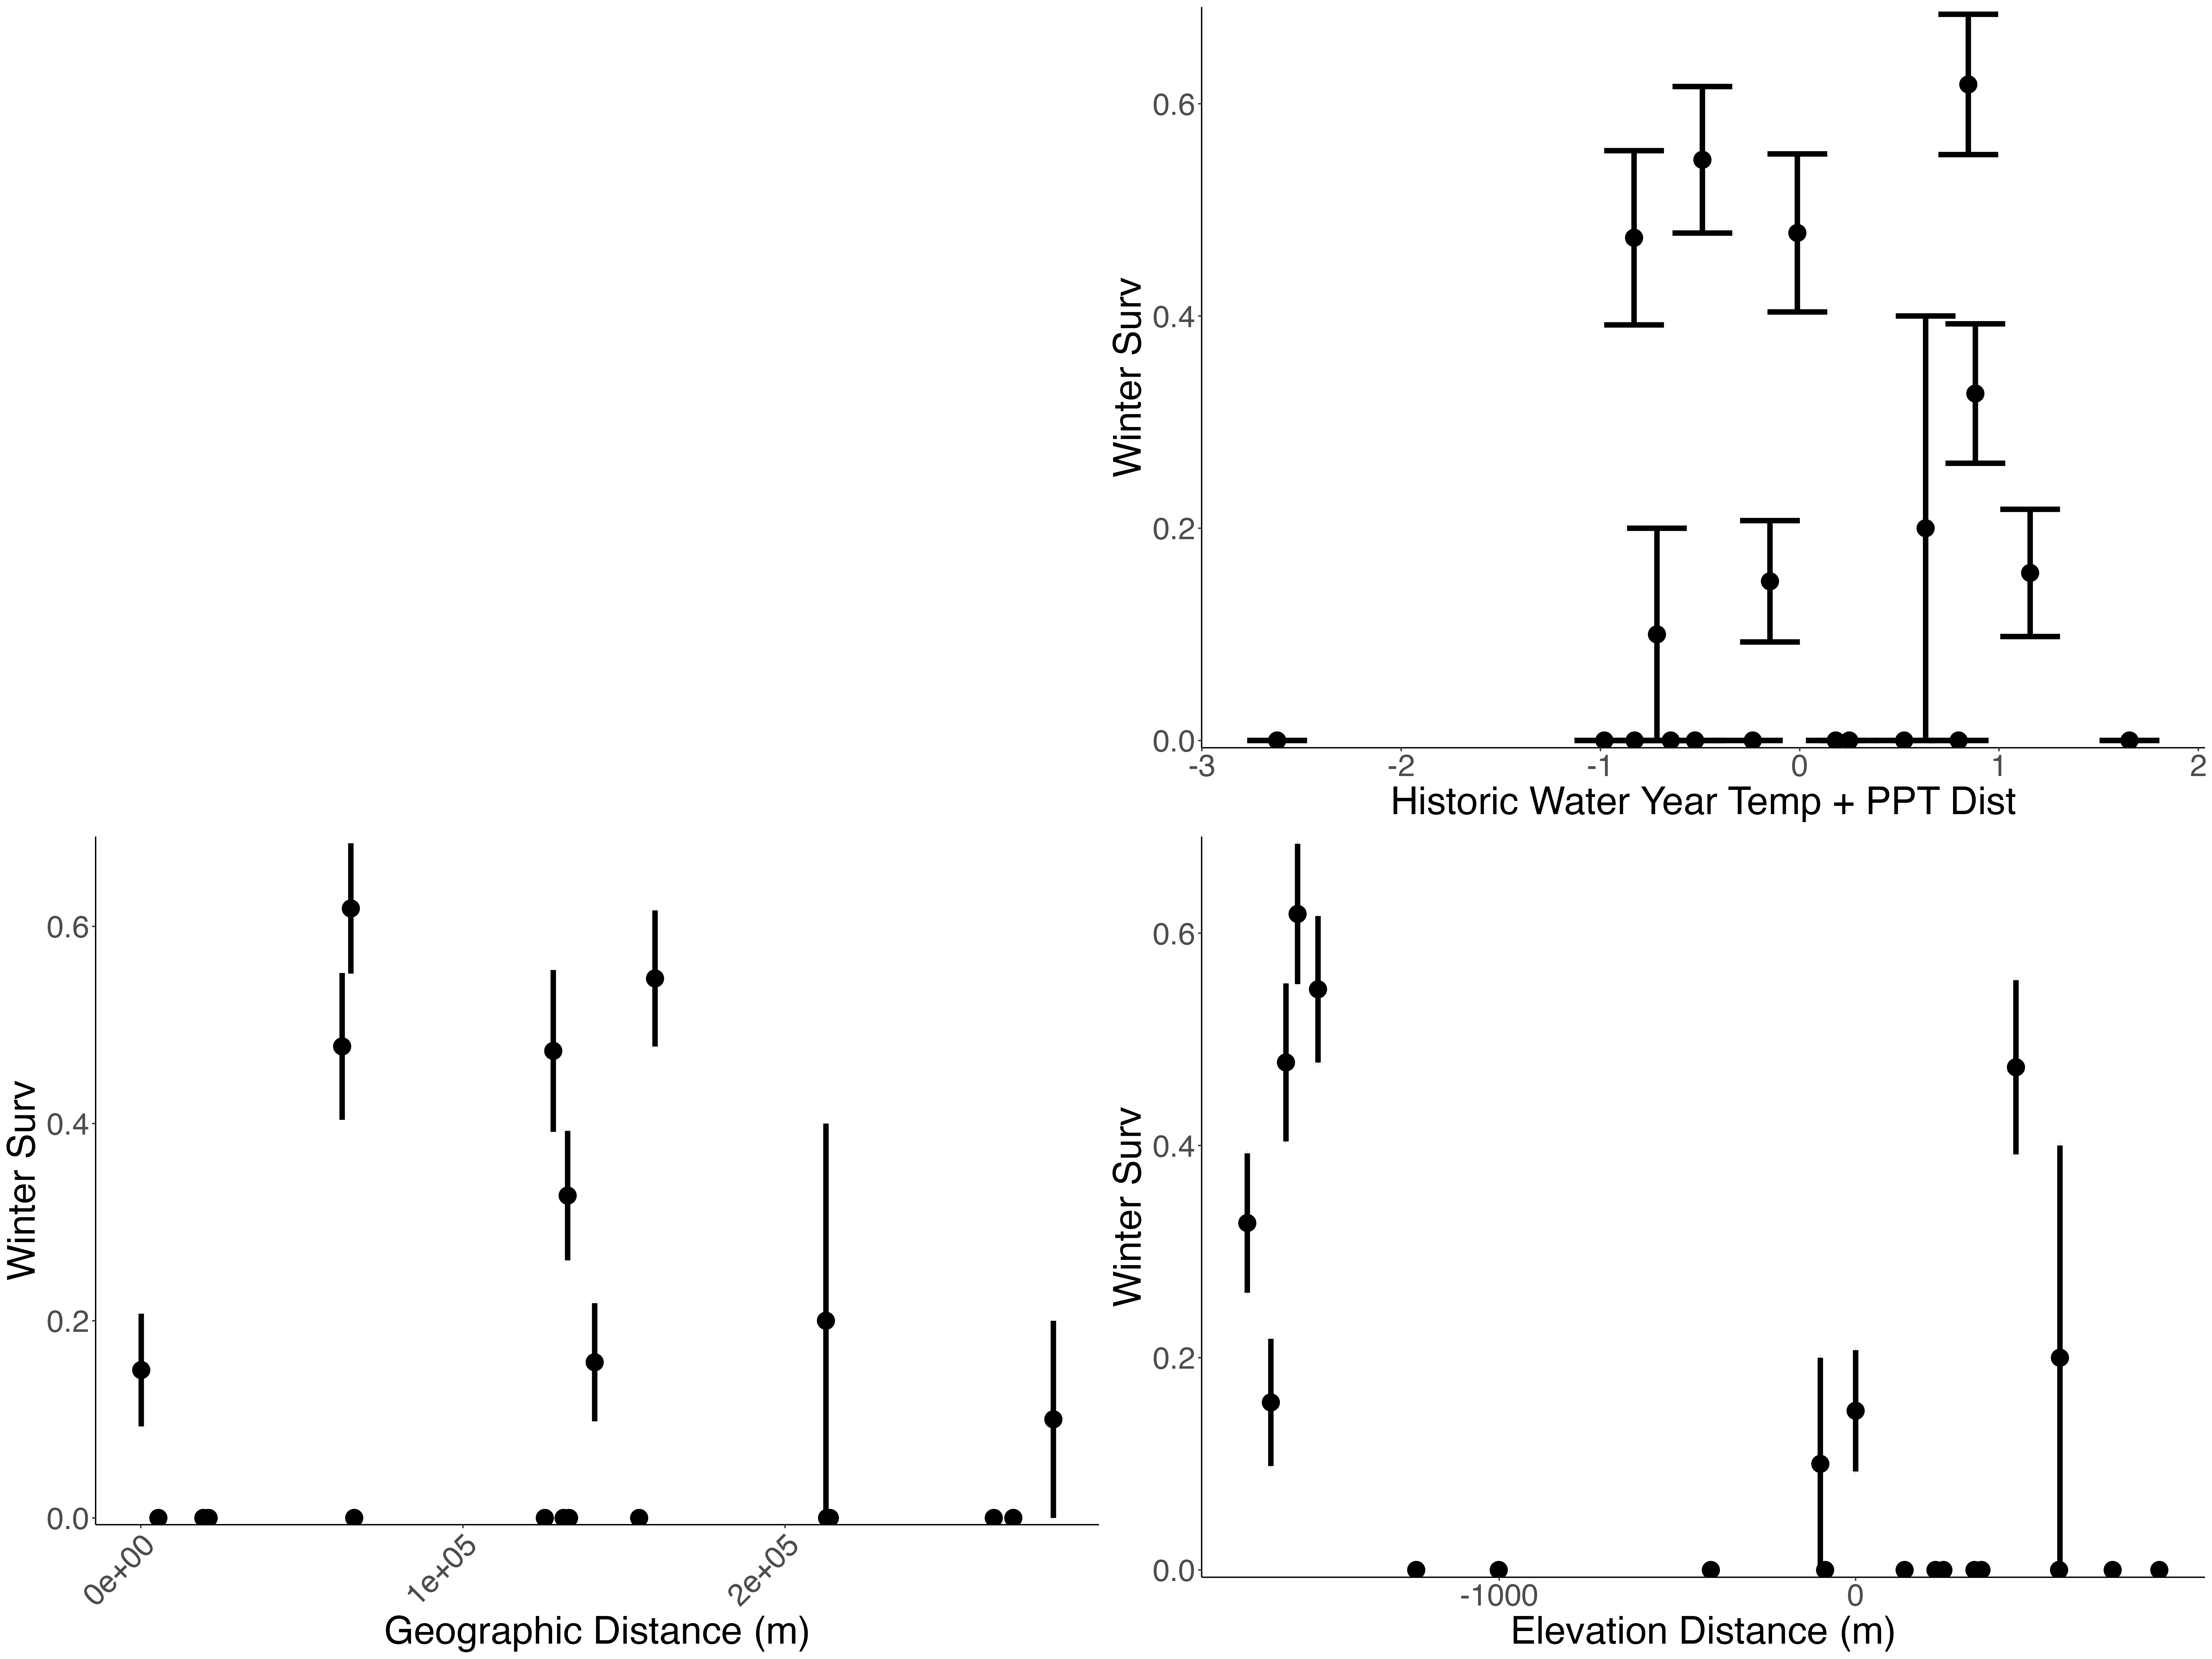 Winter Surv
0.6
0.4
0.2
0.0
-3 -2 -1 0 1 2
Historic Water Year Temp + PPT Dist
Winter Surv
0.6
0.4
0.2
0.0
0e+00 1e+05 2e+05
Geographic Distance (m)
Winter Surv
0.6
0.4
0.2
0.0
-1000 0
Elevation Distance (m)